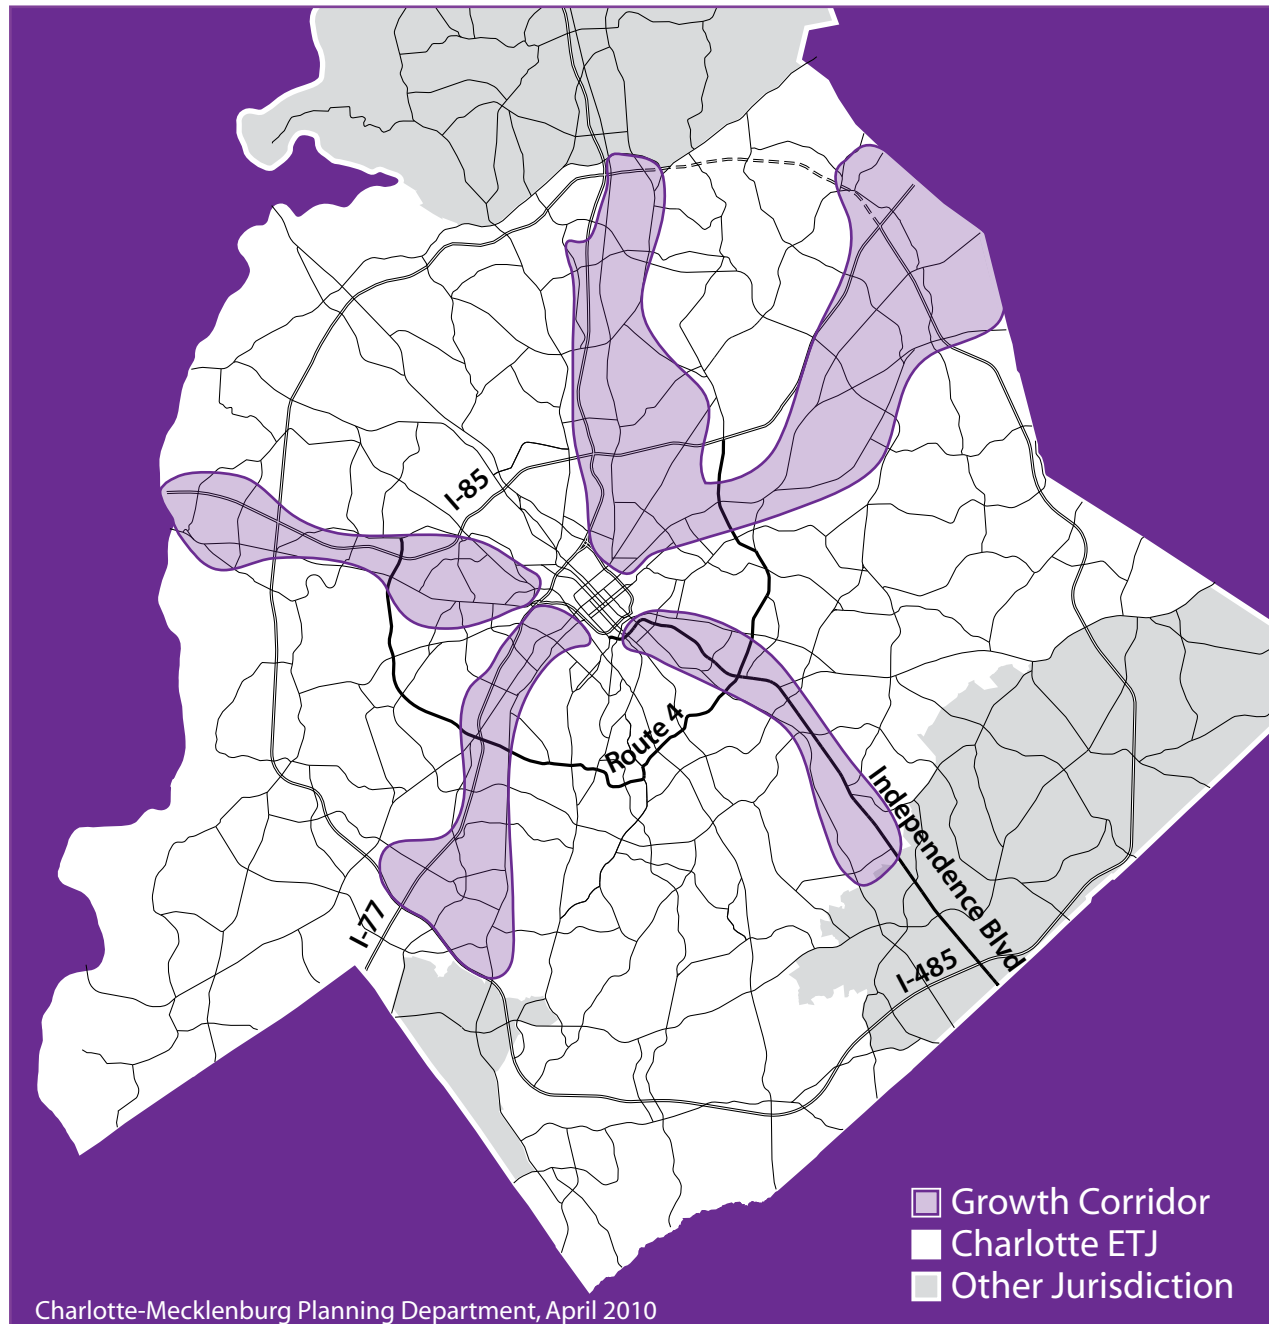 I-85
Route 4
Independence Blvd
I-77
I-485
Growth Corridor
Charlotte ETJ
Other Jurisdiction
Charlotte-Mecklenburg Planning Department, April 2010